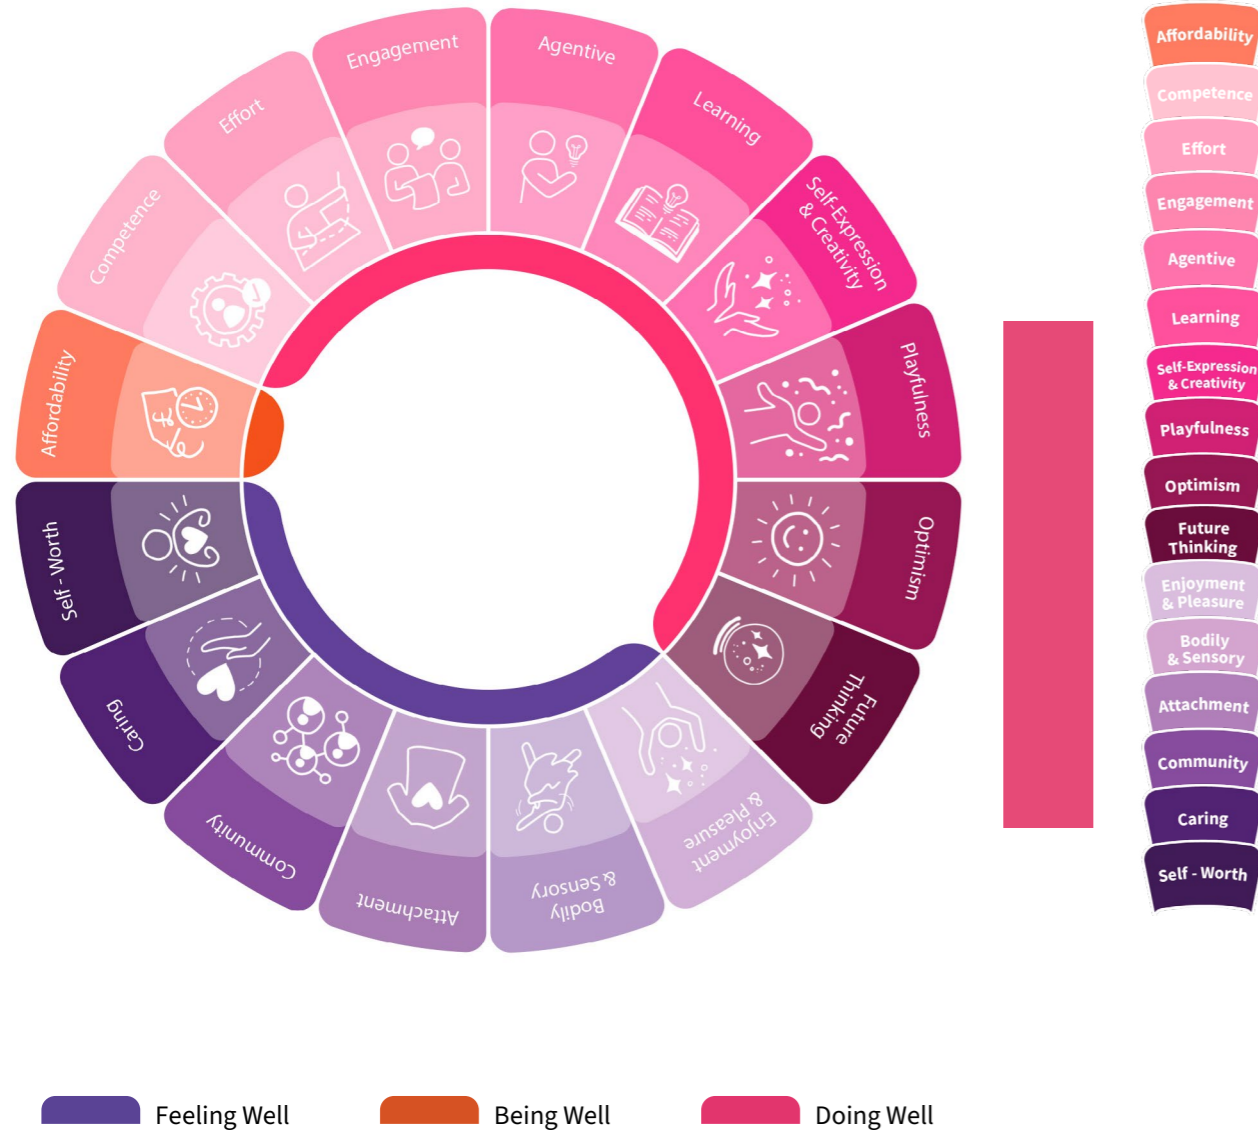 Engagement
Agentive
Effort
Learning
Competence
Self-Expression
& Creativity
Affordability
Playfulness
Self - Worth
Optimism
Caring
Future
Thinking
Community
Enjoyment
& Pleasure
Attachment
Bodily
& Sensory
£
Affordability
Competence
Effort
Engagement
Agentive
Learning
Self-Expression
& Creativity
Playfulness
Optimism
Future
Thinking
Enjoyment
& Pleasure
Bodily
& Sensory
Attachment
Community
Caring
Self - Worth
Feeling Well
Being Well
Doing Well